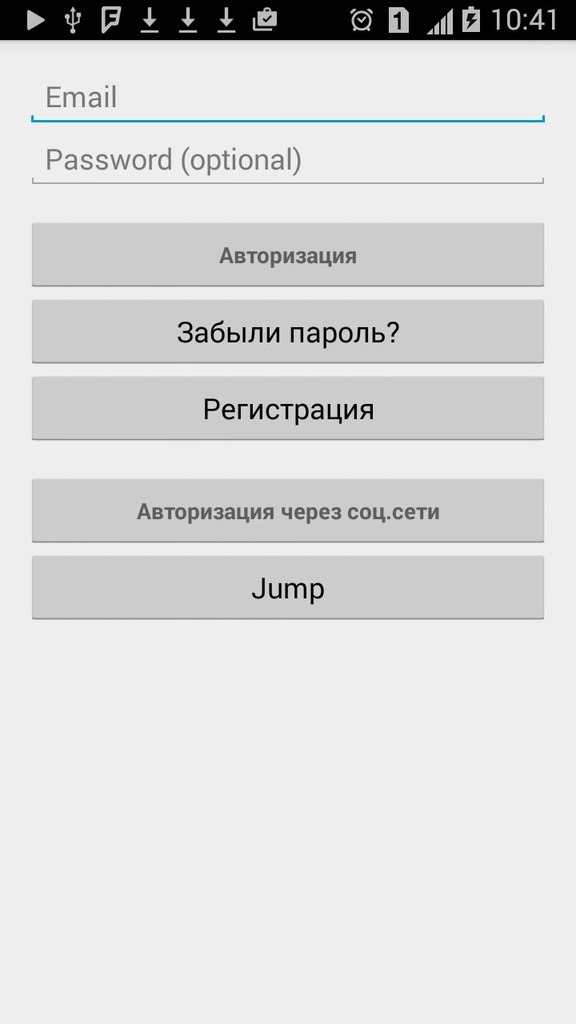 1 10:41
Email
Password (optional)
Авторизация
Забыли пароль?
Регистрация
Авторизация через соц.сети
Jump